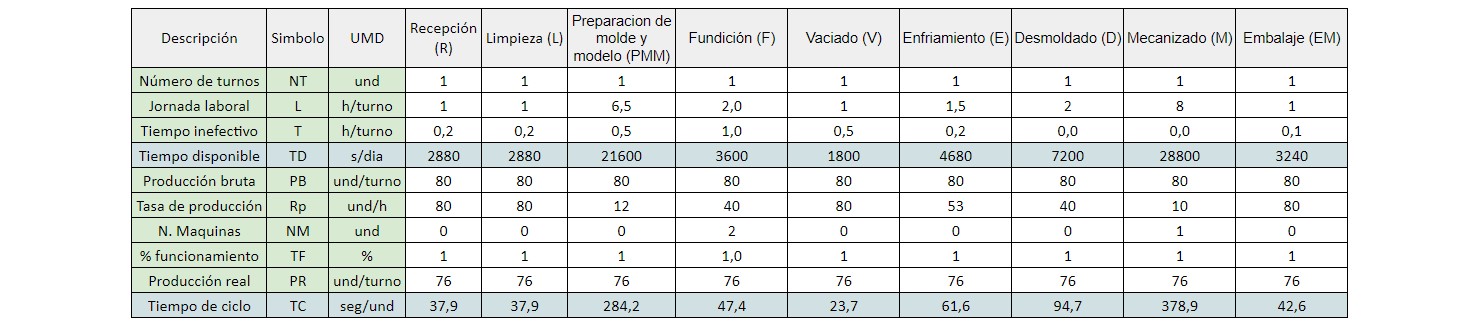 Descripción Simbolo UMD Recepción (R) Limpieza (L) Preparacion de molde y modelo (PMM) Fundición (F) Vaciado (V) Enfriamiento (E) Desmoldado (D) Mecanizado (M) Embalaje (EM)
Número de turnos NT und 1 1 1 1 1 1 1 1 1
Jornada laboral L h/turno 1 1 6,5 2,0 1 1,5 2 8 1
Tiempo inefectivo T h/turno 0,2 0,2 0,5 1,0 0,5 0,2 0,0 0,0 0,1
Tiempo disponible TD s/dia 2880 2880 21600 3600 1800 4680 7200 28800 3240
Producción bruta PB und/turno 80 80 80 80 80 80 80 80 80
Tasa de producción Rp und/h 80 80 12 40 80 53 40 10 80
N. Maquinas NM und 0 0 0 2 0 0 0 1 0
% funcionamiento TF % 1 1 1 1,0 1 1 1 1 1
Producción real PR und/turno 76 76 76 76 76 76 76 76 76
Tiempo de ciclo TC seg/und 37,9 37,9 284,2 47,4 23,7 61,6 94,7 378,9 42,6